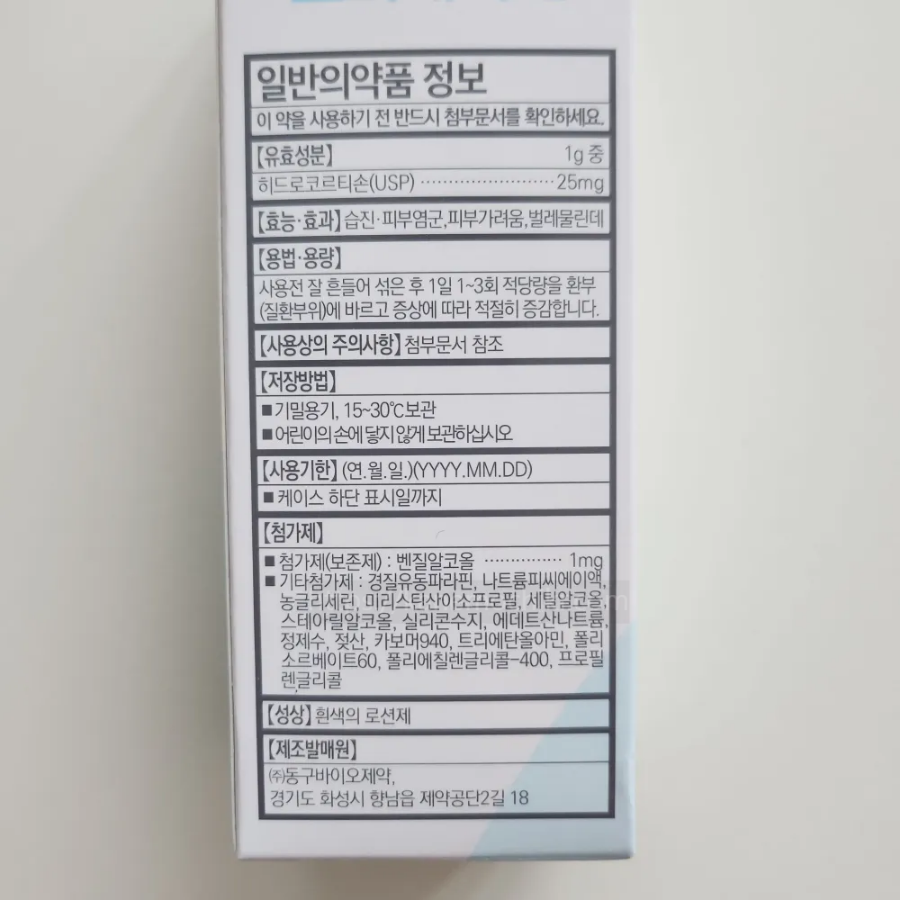 일반의약품 정보
이 약을 사용하기 전 반드시 첨부문서를 확인하세요.
【유효성분】 1g 중
히드로코르티손(USP) ························ 25mg
【효능·효과】 습진·피부염군,피부가려움,벌레물린데
【용법·용량】
사용전 잘 흔들어 섞은 후 1일 1~3회 적당량을 환부
(질환부위)에 바르고 증상에 따라 적절히 증감합니다.
【사용상의 주의사항】 첨부문서 참조
【저장방법】
■ 기밀용기, 15~30℃보관
■ 어린이의 손에 닿지 않게 보관하십시오
【사용기한】 (연.월.일.)(YYYY.MM.DD)
■ 케이스 하단 표시일까지
【첨가제】
■ 첨가제(보존제) : 벤질알코올 ·············· 1mg
■ 기타첨가제 : 경질유동파라핀, 나트륨피씨에이액,
농글리세린, 미리스틴산이소프로필, 세틸알코올,
스테아릴알코올, 실리콘수지, 에데트산나트륨,
정제수, 젖산, 카보머940, 트리에탄올아민, 폴리
소르베이트60, 폴리에칠렌글리콜-400, 프로필
렌글리콜
【성상】 흰색의 로션제
【제조발매원】
㈜동구바이오제약,
경기도 화성시 향남읍 제약공단2길 18